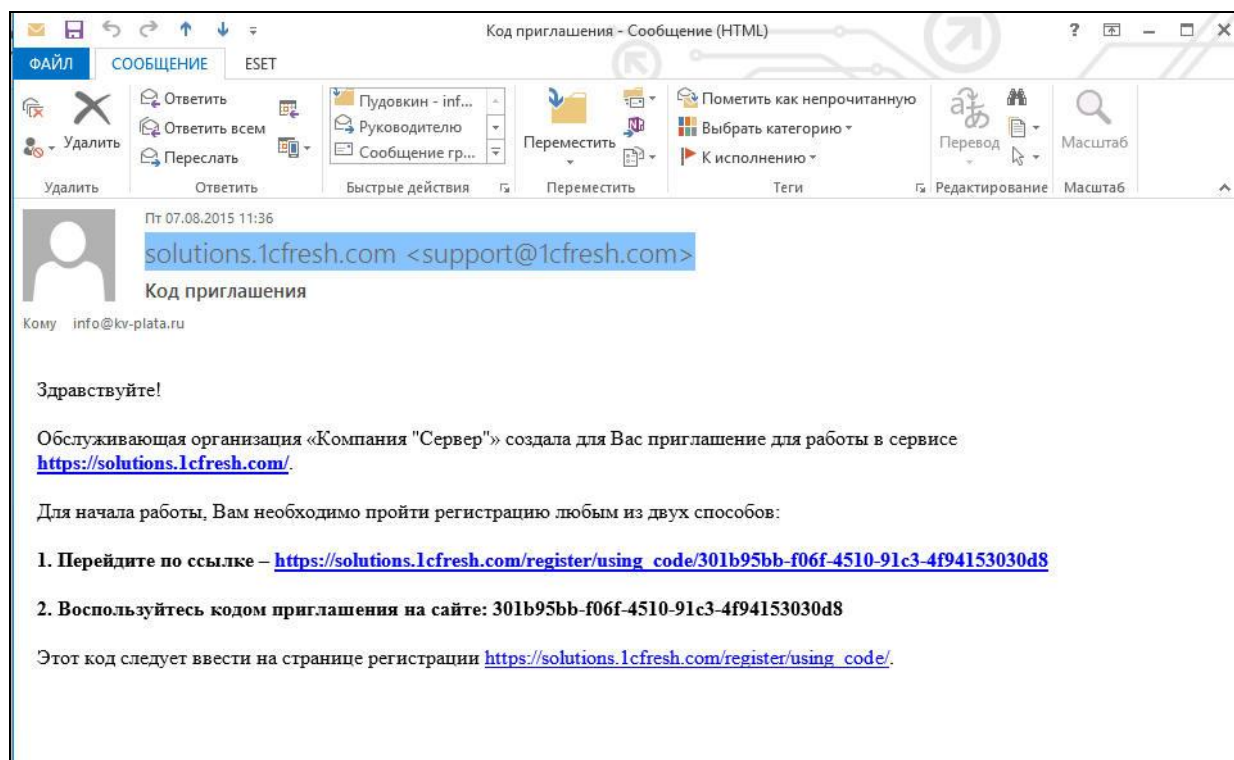 Код приглашения - Сообщение (HTML)
ФАЙЛ СООБЩЕНИЕ ESET
Удалить
Ответить
Ответить всем
Переслать
Пудовкин - inf...
Руководителю
Сообщение гр...
Переместить
Пометить как непрочитанную
Выбрать категорию
К исполнению
Перевод
Масштаб
Удалить Ответить Быстрые действия Переместить Теги Редактирование Масштаб
Пт 07.08.2015 11:36
solutions.1cfresh.com <support@1cfresh.com>
Код приглашения
Кому info@kv-plata.ru
Здравствуйте!
Обслуживающая организация «Компания "Сервер"» создала для Вас приглашение для работы в сервисе
https://solutions.1cfresh.com/.
Для начала работы, Вам необходимо пройти регистрацию любым из двух способов:
1. Перейдите по ссылке – https://solutions.1cfresh.com/register/using_code/301b95bb-f06f-4510-91c3-4f94153030d8
2. Воспользуйтесь кодом приглашения на сайте: 301b95bb-f06f-4510-91c3-4f94153030d8
Этот код следует ввести на странице регистрации https://solutions.1cfresh.com/register/using_code/.